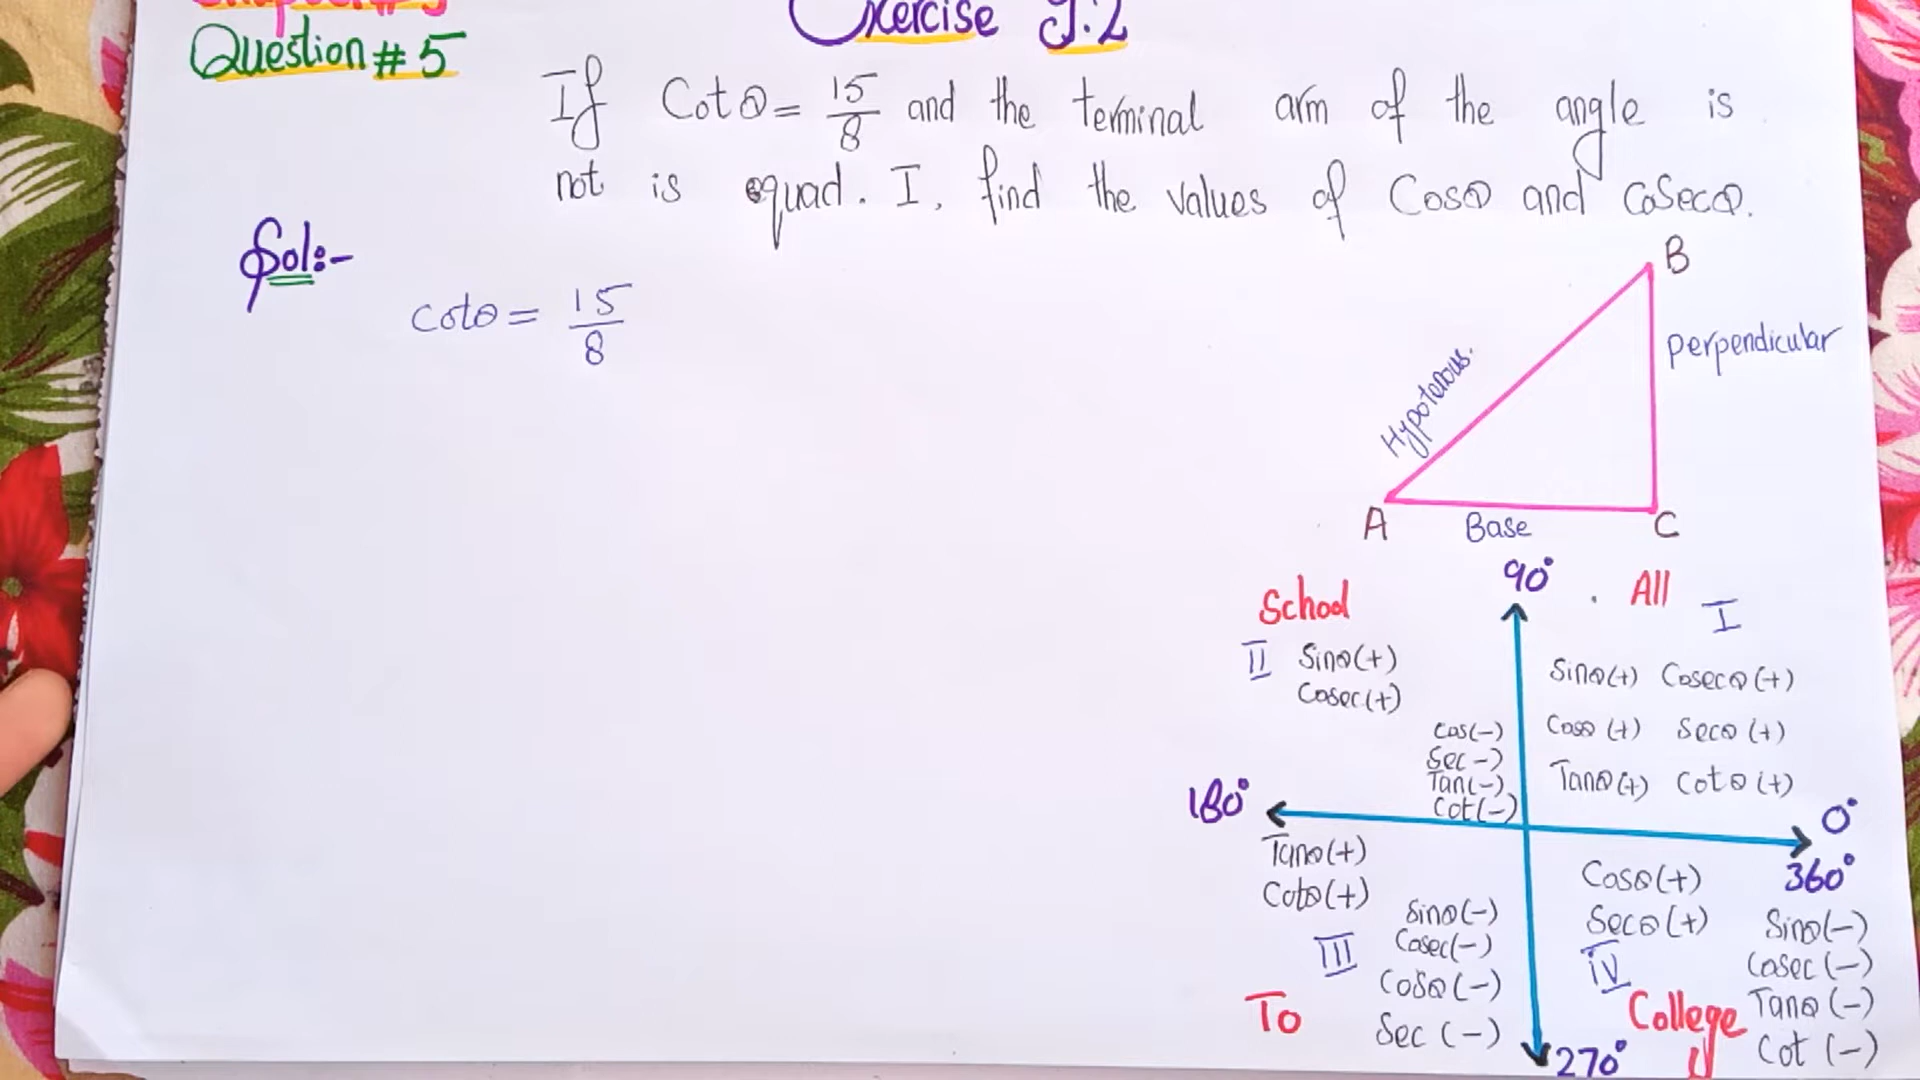 Question # 5
Exercise 9.2
If Cotθ = 15/8 and the terminal arm of the angle is
not is quad. I, find the values of Cosθ and Cosecθ.
Sol:-
cotθ = 15/8
B
Hypotenous.
Perpendicular
A
Base
C
90°
School
All
I
II Sinθ(+)
Cosec(+)
Sinθ(+) Cosecθ(+)
Cosθ(+) Secθ(+)
Tanθ(+) Cotθ(+)
Cos(-)
Sec-)
Tan(-)
Cot(-)
180°
0°
360°
Tanθ(+)
Cotθ(+)
Sinθ(-)
Cosec(-)
Cosθ(-)
Sec(-)
III
To
Cosθ(+)
Secθ(+)
IV
Sinθ(-)
Cosec(-)
Tanθ(-)
Cot(-)
College
270°